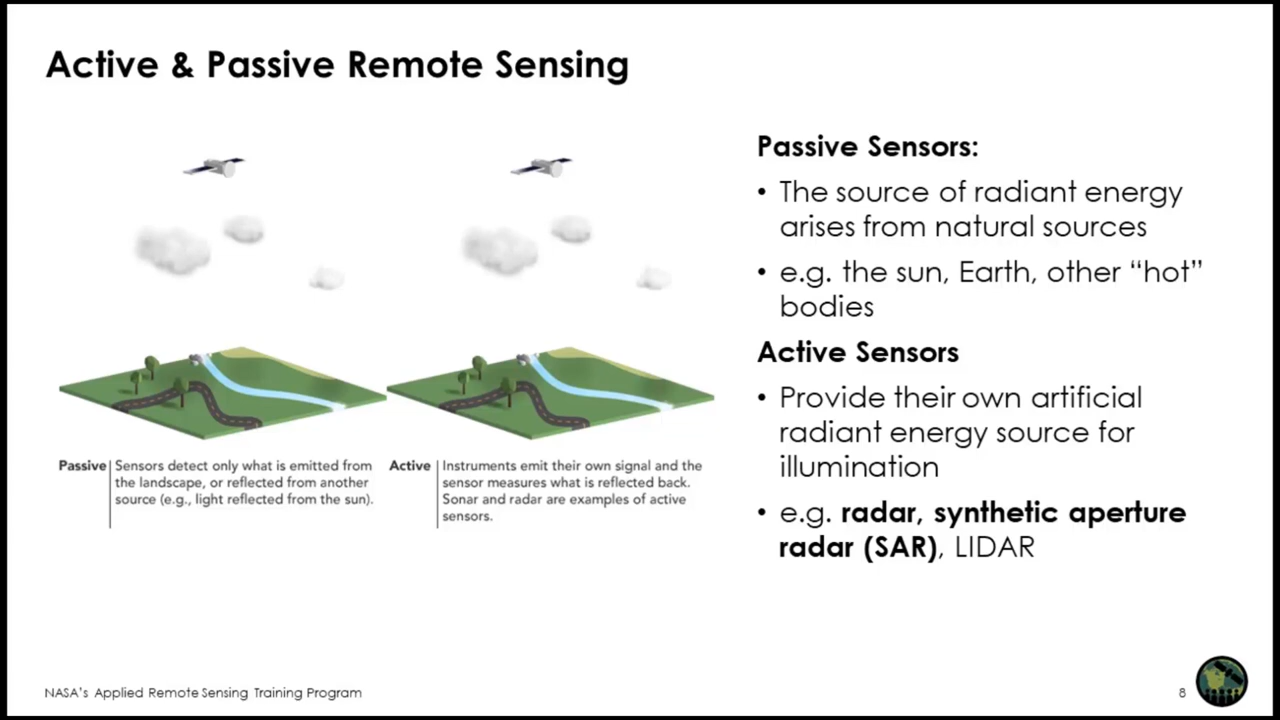 Active & Passive Remote Sensing
Passive Sensors:
• The source of radiant energy
arises from natural sources
• e.g. the sun, Earth, other “hot”
bodies
Active Sensors
• Provide their own artificial
radiant energy source for
illumination
• e.g. radar, synthetic aperture
radar (SAR), LIDAR
Passive
Sensors detect only what is emitted from
the landscape, or reflected from another
source (e.g., light reflected from the sun).
Active
Instruments emit their own signal and the
sensor measures what is reflected back.
Sonar and radar are examples of active
sensors.
NASA's Applied Remote Sensing Training Program
8